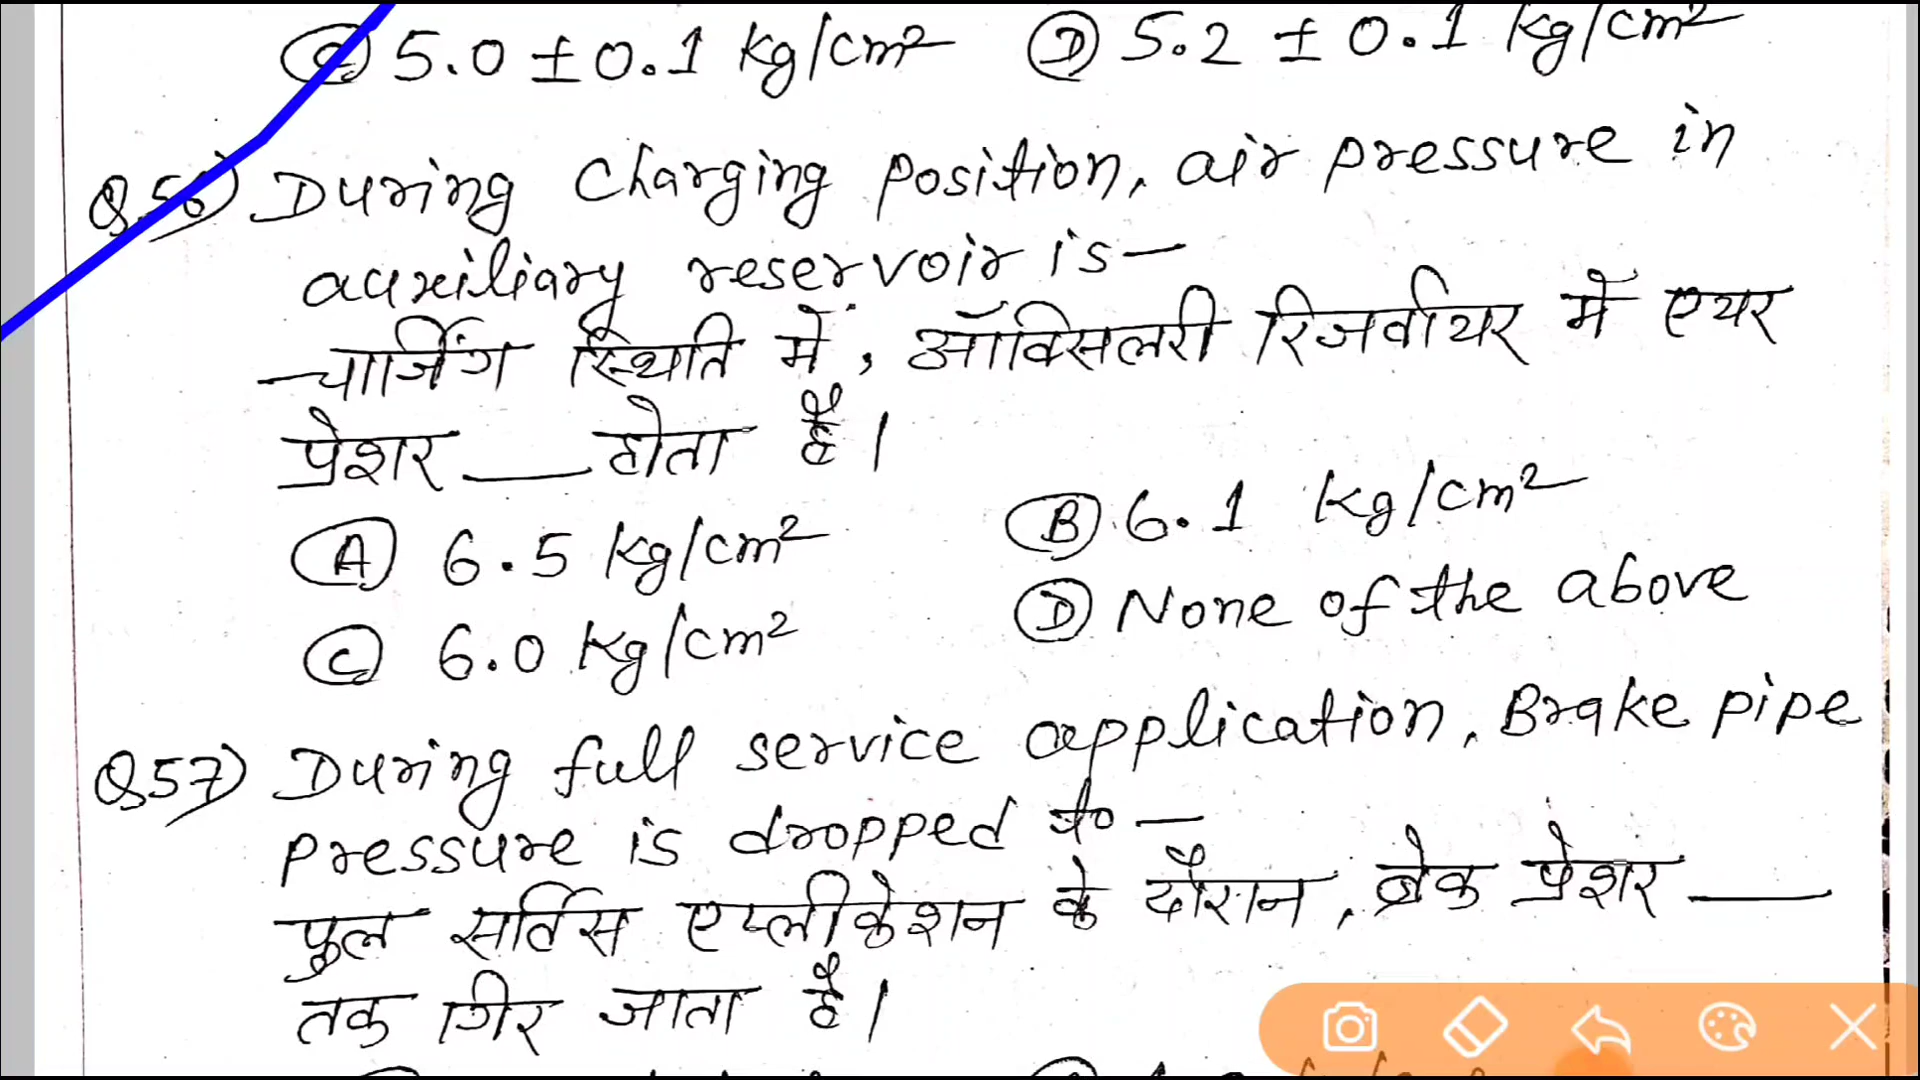 Ⓒ 5.0 ± 0.1 kg/cm² Ⓓ 5.2 ± 0.1 kg/cm²
Q.56) During charging position, air pressure in
auxiliary reservoir is —
चार्जिंग स्थिति में, ऑक्सिलरी रिजर्वायर में एयर
प्रेशर ___ होता है।
Ⓐ 6.5 kg/cm² Ⓑ 6.1 kg/cm²
Ⓒ 6.0 kg/cm² Ⓓ None of the above
Q57) During full service application, Brake pipe
pressure is dropped to —
फुल सर्विस एप्लीकेशन के दौरान, ब्रेक प्रेशर ___
तक गिर जाता है।